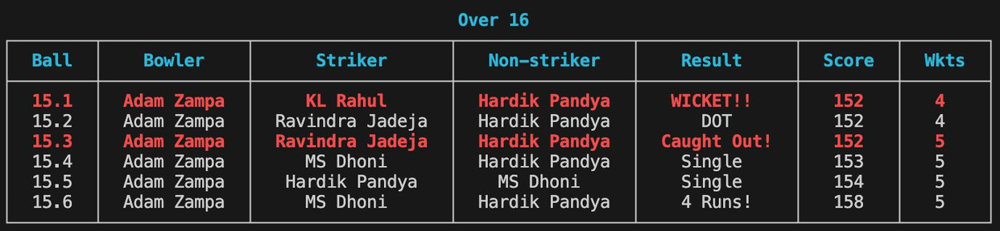 Over 16
Ball Bowler Striker Non-striker Result Score Wkts
15.1 Adam Zampa KL Rahul Hardik Pandya WICKET!! 152 4
15.2 Adam Zampa Ravindra Jadeja Hardik Pandya DOT 152 4
15.3 Adam Zampa Ravindra Jadeja Hardik Pandya Caught Out! 152 5
15.4 Adam Zampa MS Dhoni Hardik Pandya Single 153 5
15.5 Adam Zampa Hardik Pandya MS Dhoni Single 154 5
15.6 Adam Zampa MS Dhoni Hardik Pandya 4 Runs! 158 5